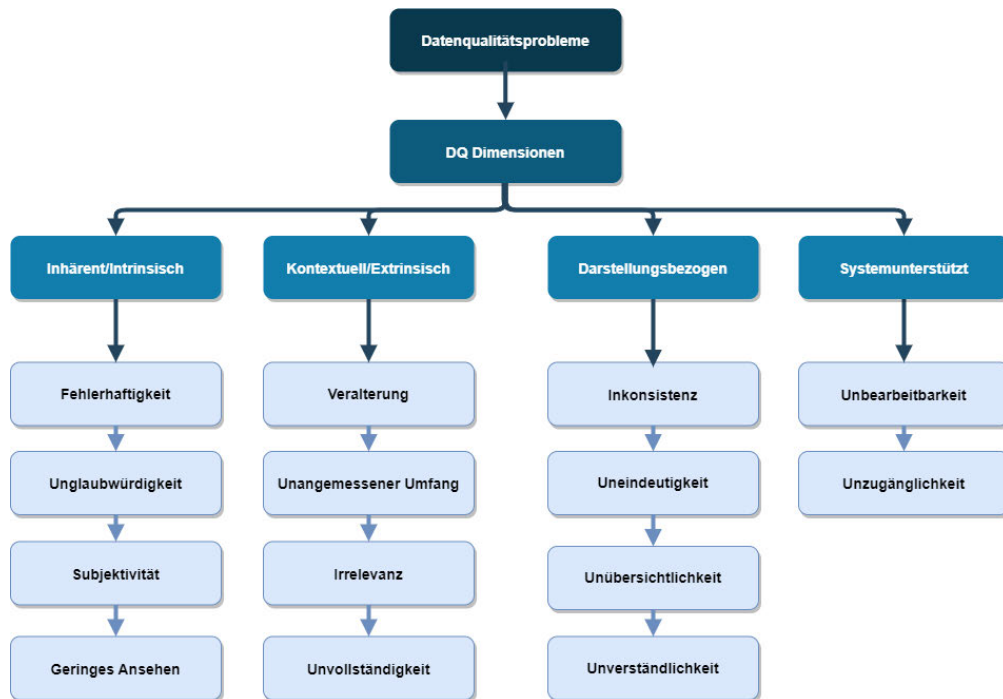 Datenqualitätsprobleme
DQ Dimensionen
Inhärent/Intrinsisch
Kontextuell/Extrinsisch
Darstellungsbezogen
Systemunterstützt
Fehlerhaftigkeit
Veralterung
Inkonsistenz
Unbearbeitbarkeit
Unglaubwürdigkeit
Unangemessener Umfang
Uneindeutigkeit
Unzugänglichkeit
Subjektivität
Irrelevanz
Unübersichtlichkeit
Geringes Ansehen
Unvollständigkeit
Unverständlichkeit